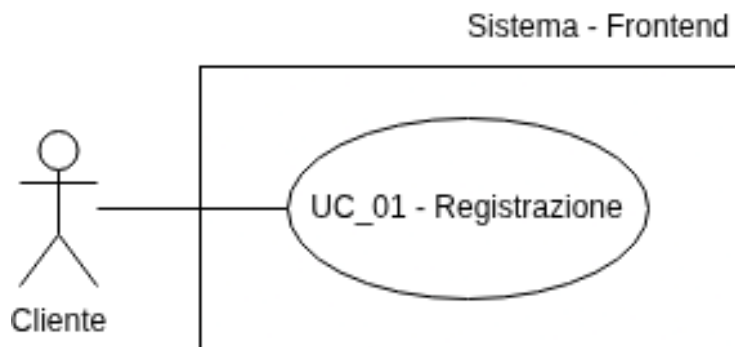 Sistema - Frontend
UC_01 - Registrazione
Cliente